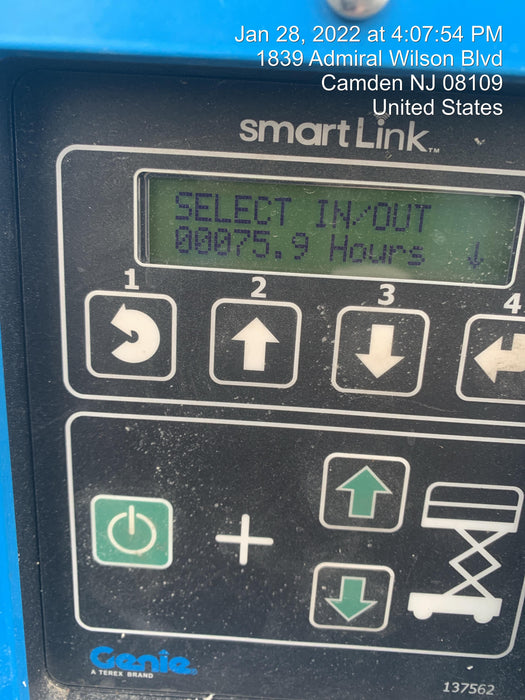 Jan 28, 2022 at 4:07:54 PM
1839 Admiral Wilson Blvd
Camden NJ 08109
United States
smartLink™
SELECT IN/OUT
00075.9 Hours ↓
1 2 3 4
Genie
A TEREX BRAND
137562